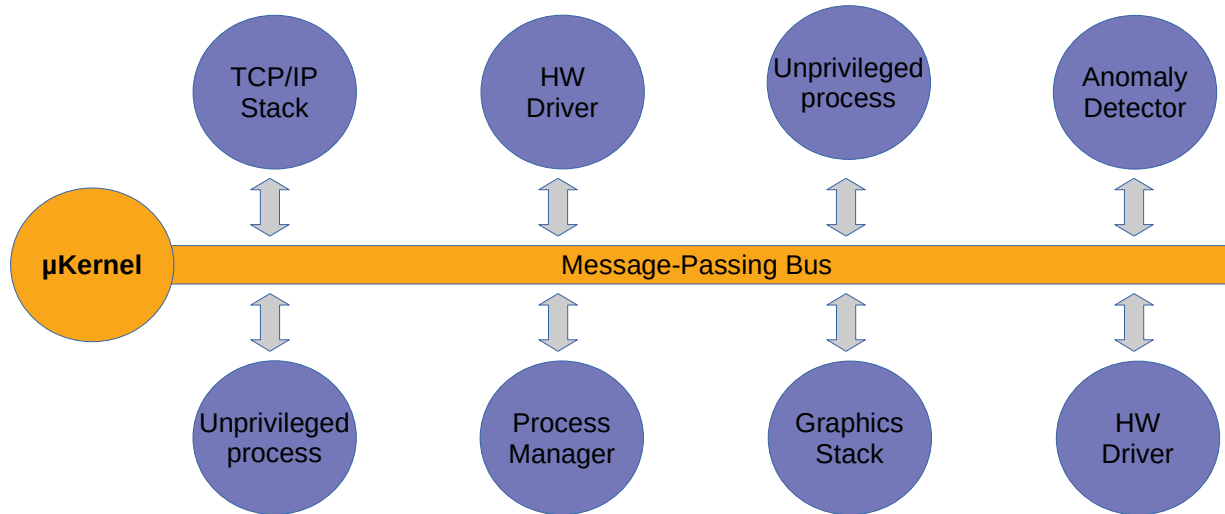 TCP/IP
Stack
HW
Driver
Unprivileged
process
Anomaly
Detector
µKernel
Message-Passing Bus
Unprivileged
process
Process
Manager
Graphics
Stack
HW
Driver